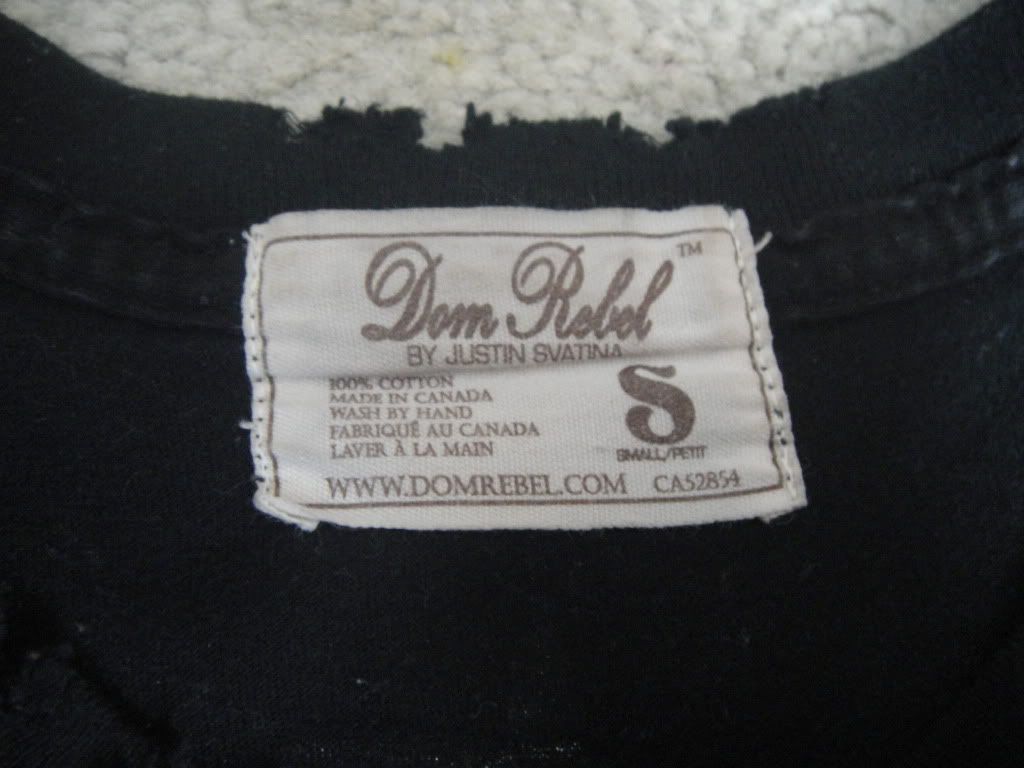 Dom Rebel ™
BY JUSTIN SVATINA
100% COTTON
MADE IN CANADA
WASH BY HAND
FABRIQUÉ AU CANADA
LAVER À LA MAIN
S
SMALL/PETIT
WWW.DOMREBEL.COM CA52854